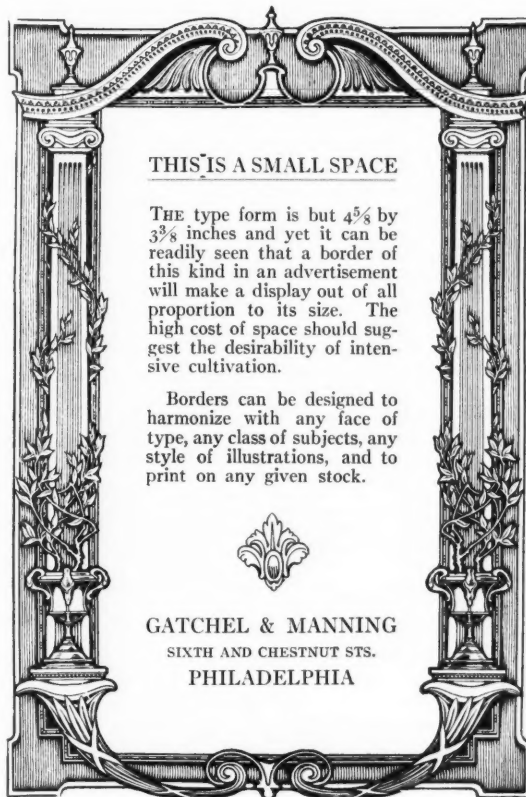 THIS IS A SMALL SPACE
THE type form is but 4⅝ by
3⅜ inches and yet it can be
readily seen that a border of
this kind in an advertisement
will make a display out of all
proportion to its size. The
high cost of space should sug-
gest the desirability of inten-
sive cultivation.
Borders can be designed to
harmonize with any face of
type, any class of subjects, any
style of illustrations, and to
print on any given stock.
GATCHEL & MANNING
SIXTH AND CHESTNUT STS.
PHILADELPHIA